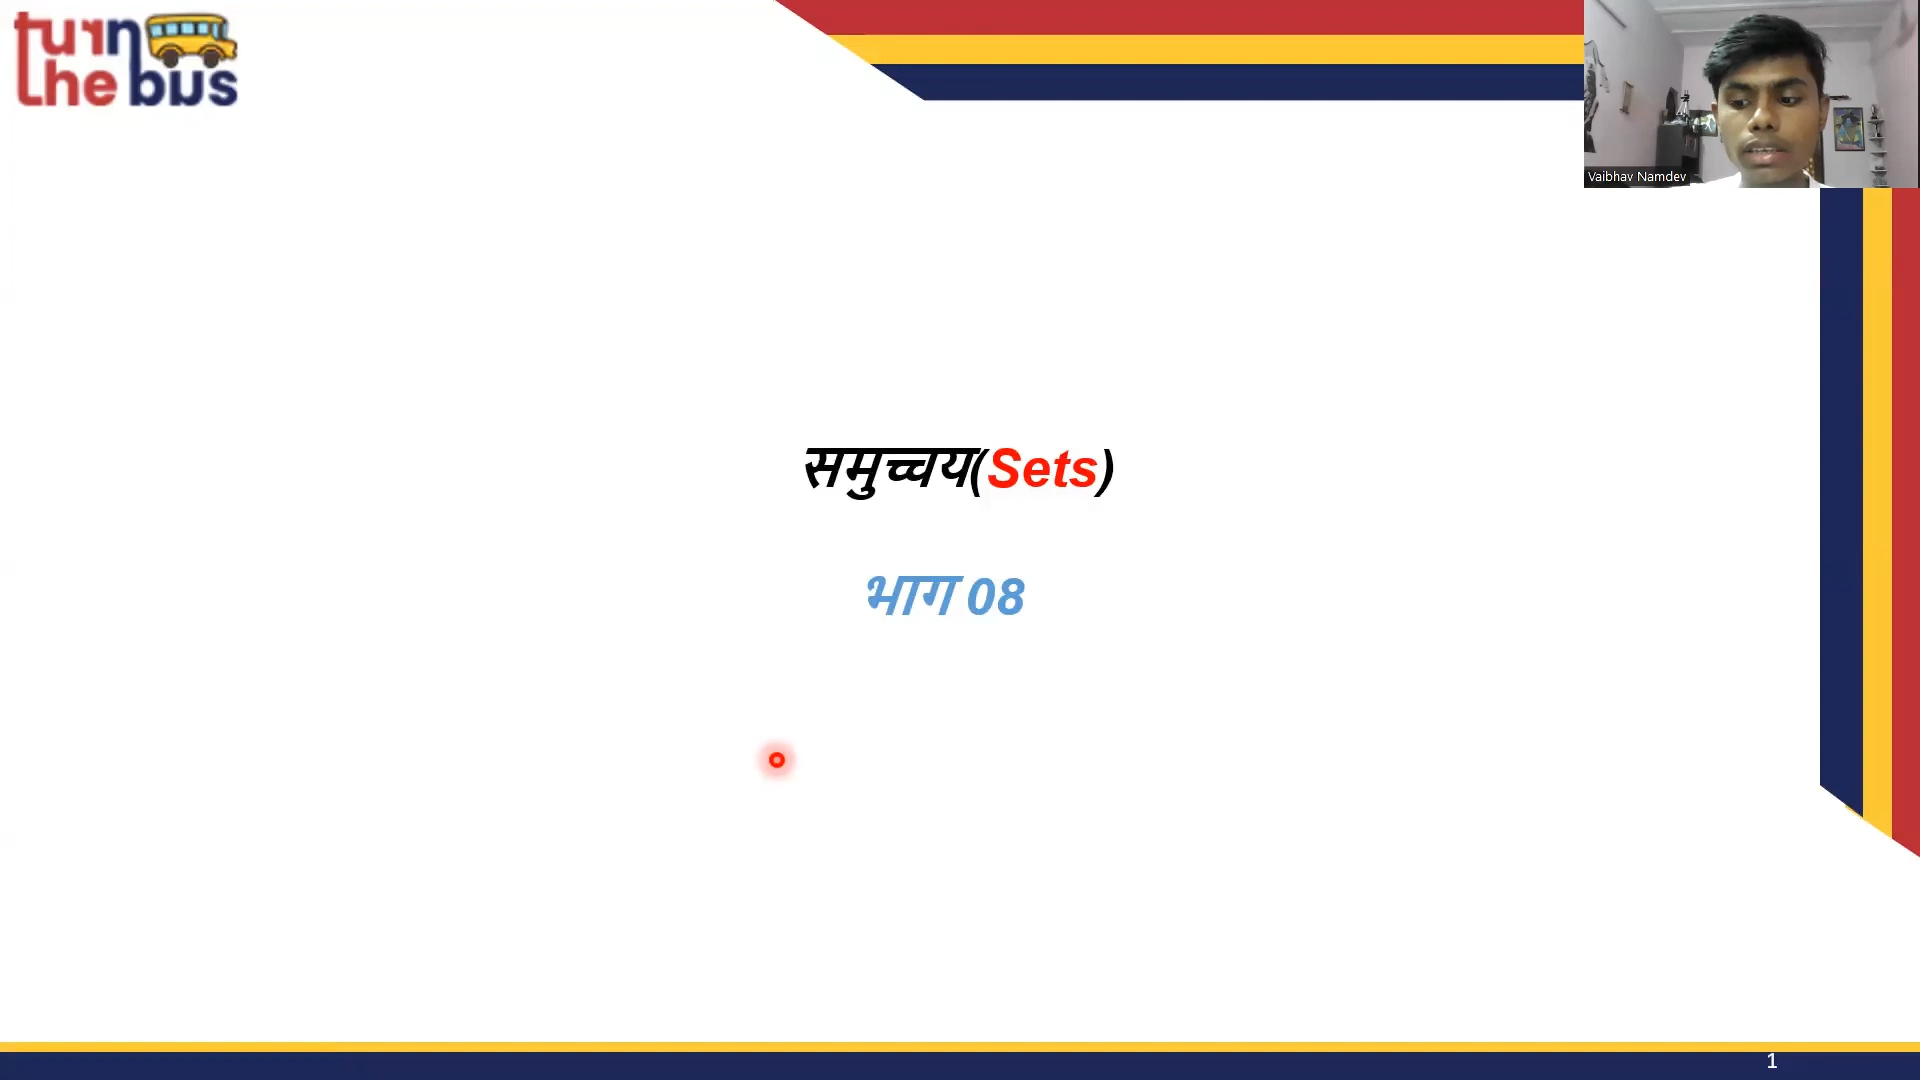 turn
the bus
Vaibhav Namdev
समुच्चय(Sets)
भाग 08
1